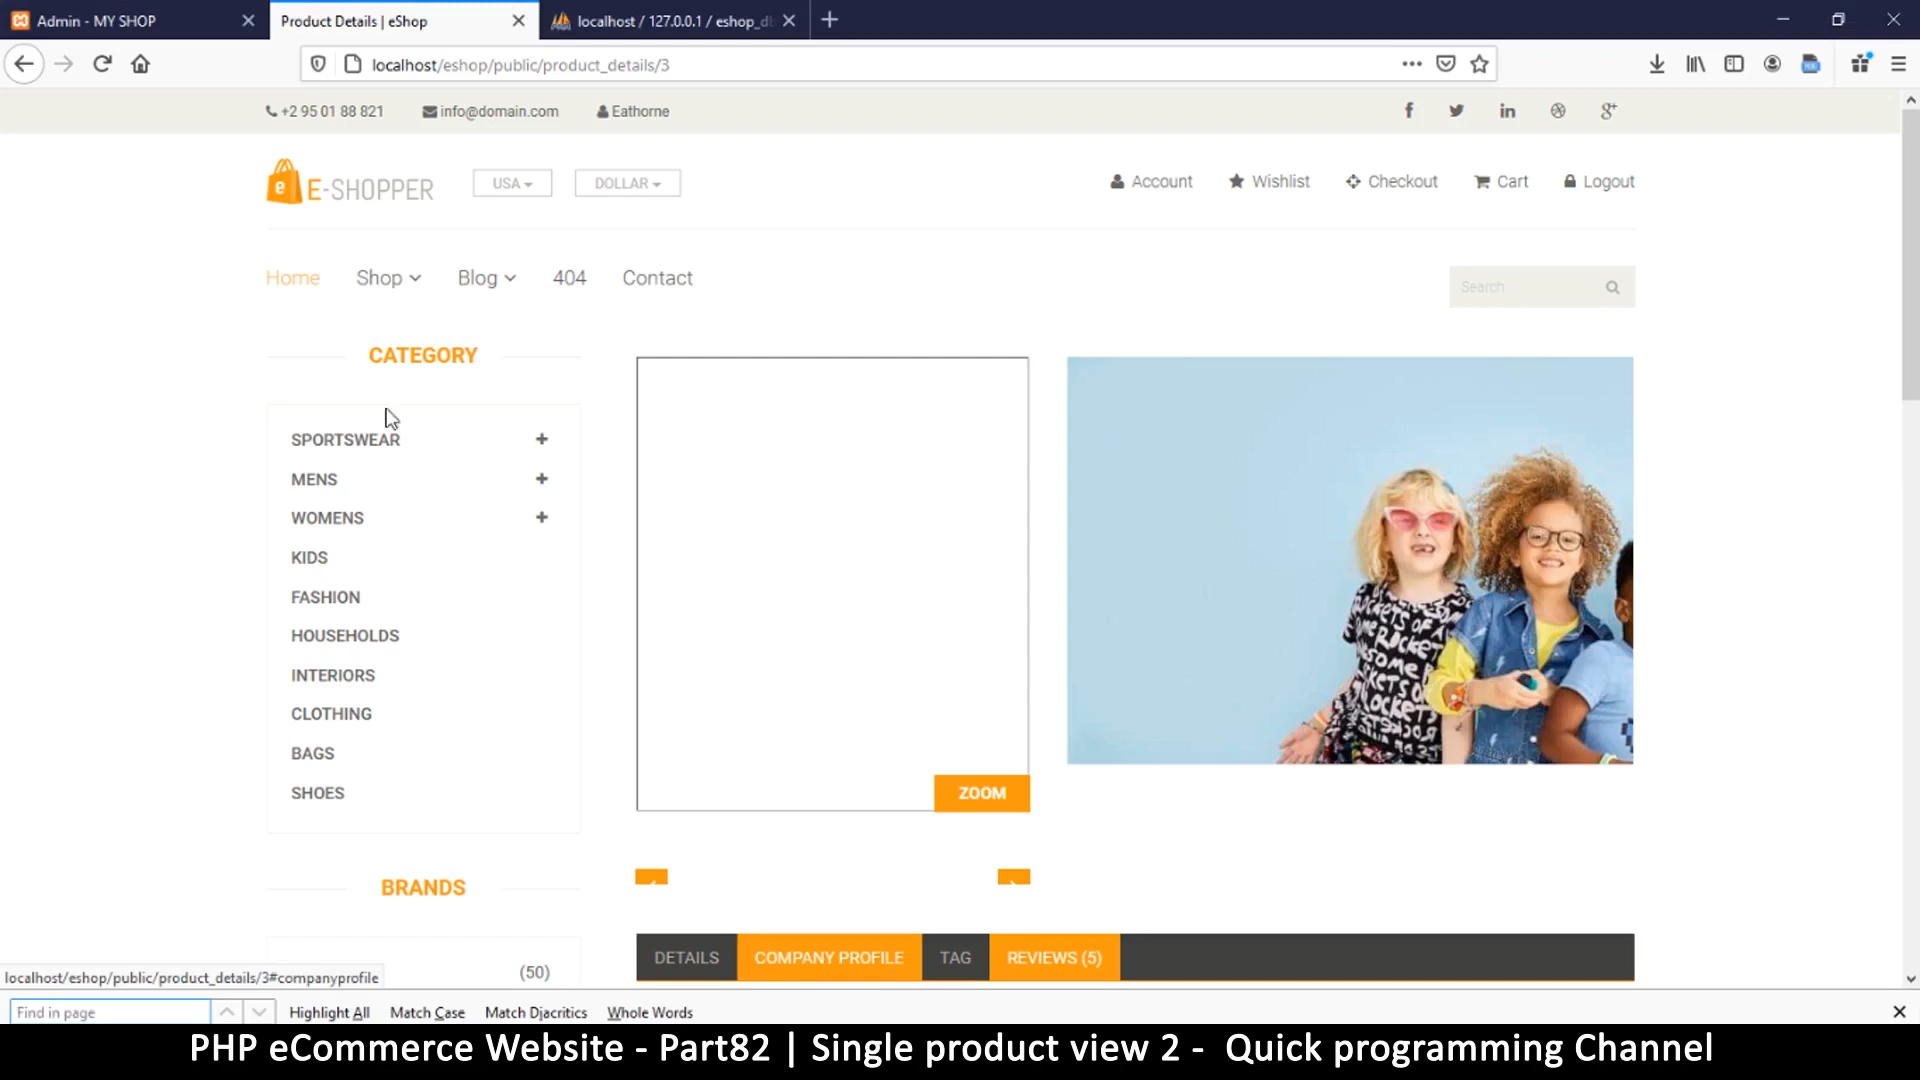 Admin - MY SHOP
Product Details | eShop
localhost / 127.0.0.1 / eshop_db
localhost/eshop/public/product_details/3
+2 95 01 88 821
info@domain.com
Eathorne
E-SHOPPER
USA
DOLLAR
Account
Wishlist
Checkout
Cart
Logout
Home
Shop
Blog
404
Contact
Search
CATEGORY
SPORTSWEAR
MENS
WOMENS
KIDS
FASHION
HOUSEHOLDS
INTERIORS
CLOTHING
BAGS
SHOES
ZOOM
BRANDS
(50)
DETAILS
COMPANY PROFILE
TAG
REVIEWS (5)
localhost/eshop/public/product_details/3#companyprofile
Find in page
Highlight All
Match Case
Match Diacritics
Whole Words
PHP eCommerce Website - Part82 | Single product view 2 - Quick programming Channel